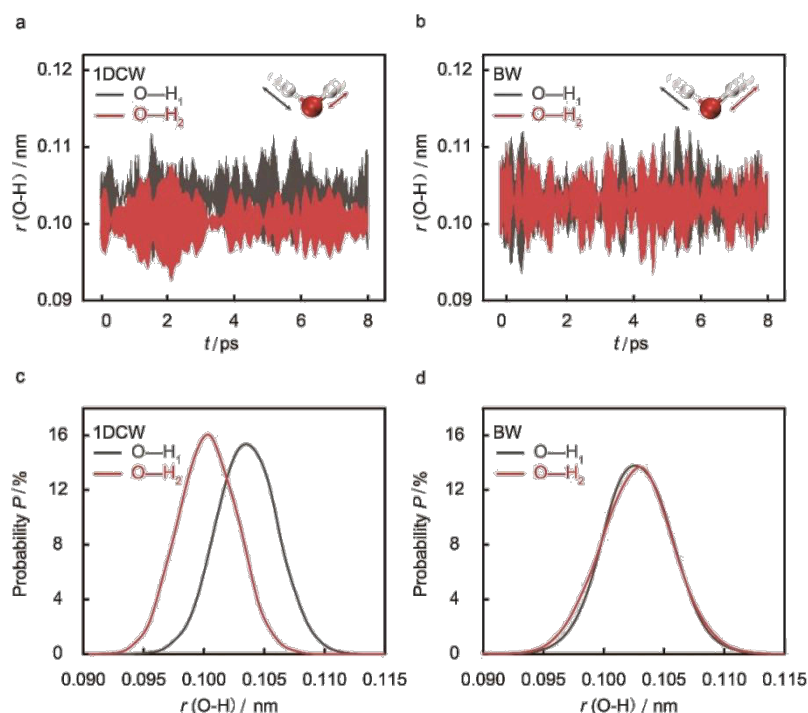 a
1DCW
O—H₁
O—H₂
0.12
0.11
0.10
0.09
r (O-H) / nm
0
2
4
6
8
t /ps
b
BW
O—H₁
O—H₂
0.12
0.11
0.10
0.09
r (O-H) / nm
0
2
4
6
8
t /ps
c
1DCW
O—H₁
O—H₂
16
12
8
4
0
Probability P / %
0.090 0.095 0.100 0.105 0.110 0.115
r (O-H) / nm
d
BW
O—H₁
O—H₂
16
12
8
4
0
Probability P / %
0.090 0.095 0.100 0.105 0.110 0.115
r (O-H) / nm